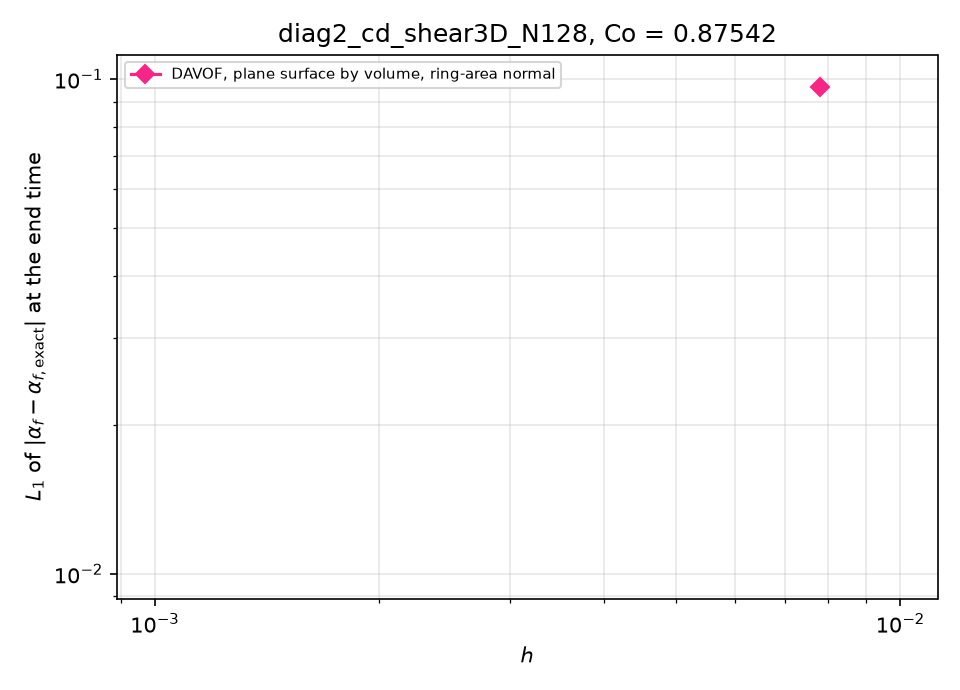 diag2_cd_shear3D_N128, Co = 0.87542
DAVOF, plane surface by volume, ring-area normal
L₁ of |α_f − α_{f,exact}| at the end time
10⁻¹
10⁻²
10⁻³
10⁻²
h